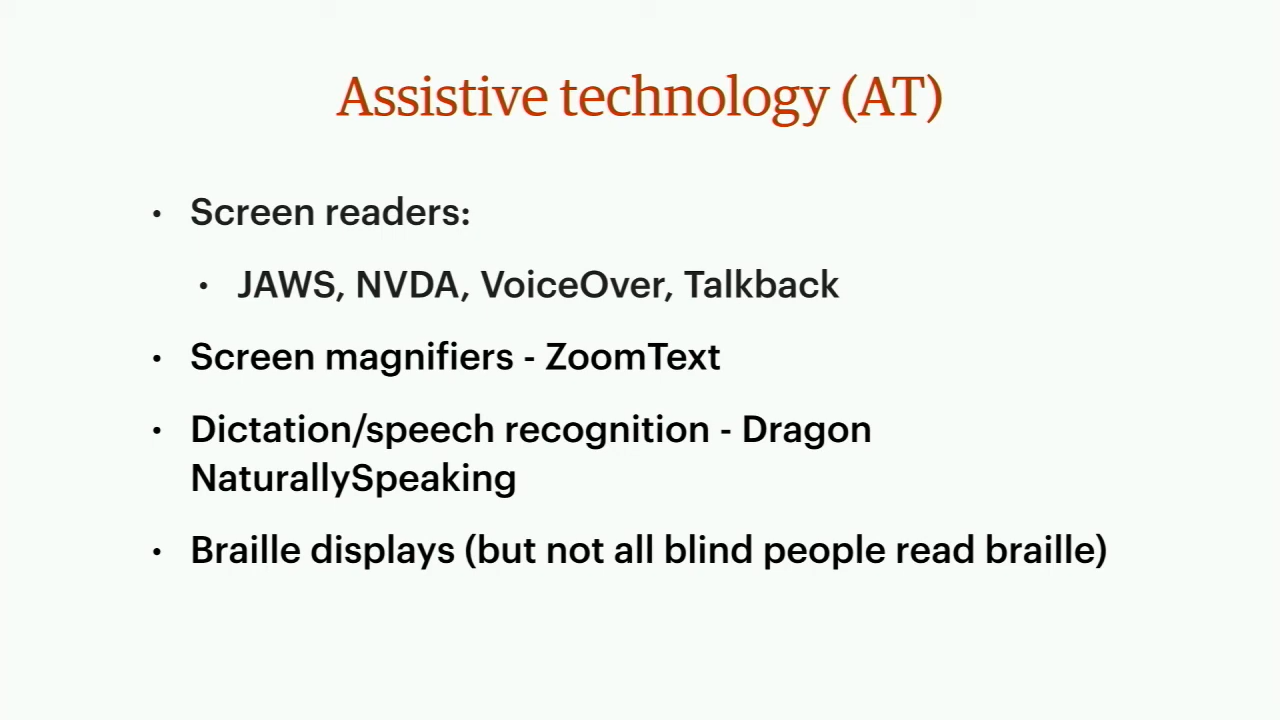 Assistive technology (AT)
• Screen readers:
• JAWS, NVDA, VoiceOver, Talkback
• Screen magnifiers - ZoomText
• Dictation/speech recognition - Dragon
NaturallySpeaking
• Braille displays (but not all blind people read braille)